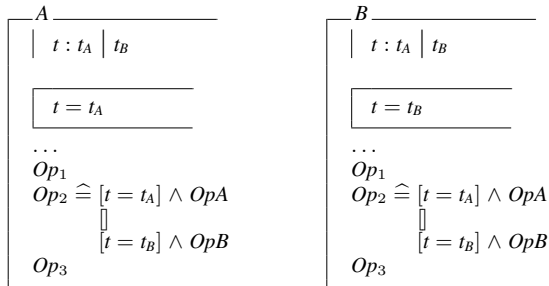 A
t : t_A | t_B
t = t_A
...
Op_1
Op_2 ≙ [t = t_A] ∧ OpA
[]
[t = t_B] ∧ OpB
Op_3
B
t : t_A | t_B
t = t_B
...
Op_1
Op_2 ≙ [t = t_A] ∧ OpA
[]
[t = t_B] ∧ OpB
Op_3